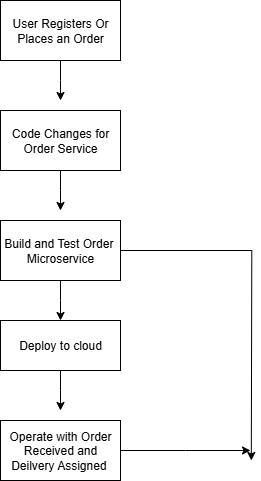 User Registers Or
Places an Order
Code Changes for
Order Service
Build and Test Order
Microservice
Deploy to cloud
Operate with Order
Received and
Deilvery Assigned